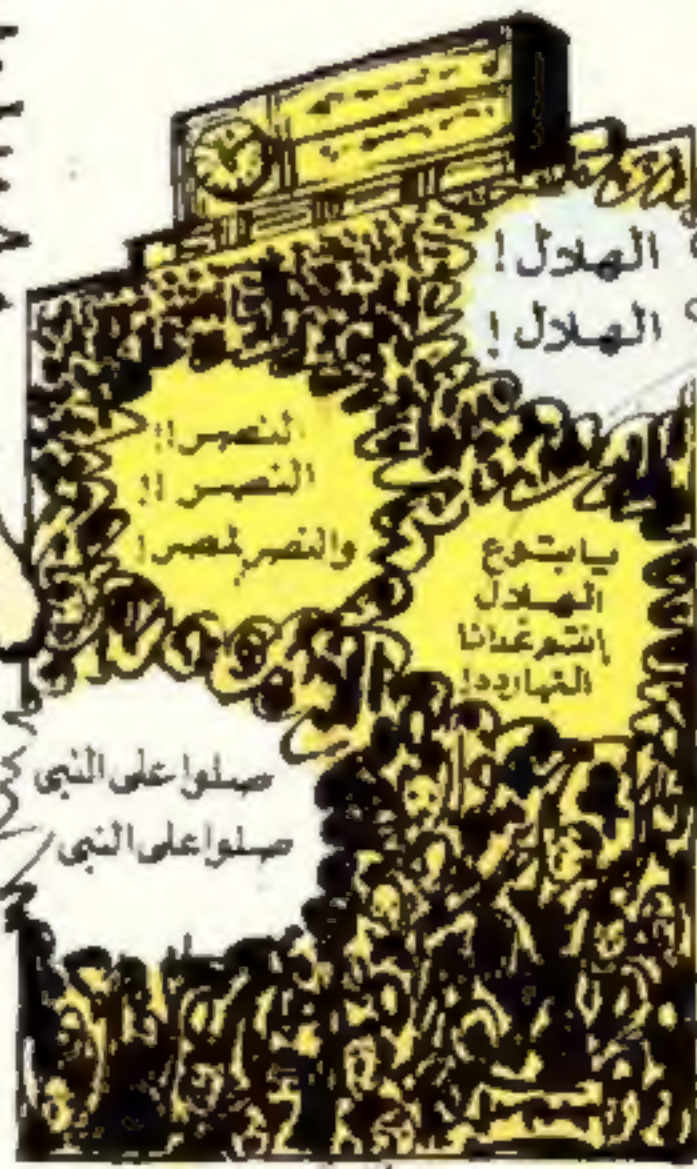 الهلال !
الهلال !
النصر !!
النصر !!
والنصر لمصر !
يا بتوع
الهلال
إنتم غدانا
النهارده !
صلوا على النبي
صلوا على النبي